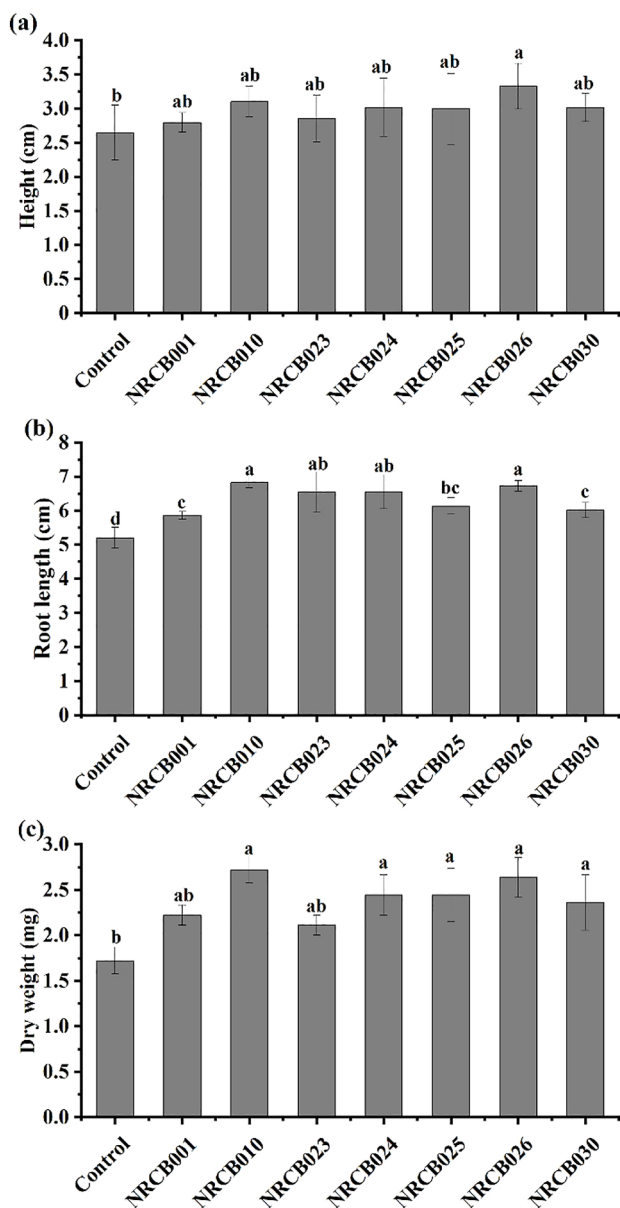 (a)
Height (cm)
4.0
3.5
3.0
2.5
2.0
1.5
1.0
0.5
0
b ab ab ab ab ab a ab
Control NRCB001 NRCB010 NRCB023 NRCB024 NRCB025 NRCB026 NRCB030
(b)
Root length (cm)
8
7
6
5
4
3
2
1
0
d c a ab ab bc a c
Control NRCB001 NRCB010 NRCB023 NRCB024 NRCB025 NRCB026 NRCB030
(c)
Dry weight (mg)
3.0
2.5
2.0
1.5
1.0
0.5
0.0
b ab a ab a a a a
Control NRCB001 NRCB010 NRCB023 NRCB024 NRCB025 NRCB026 NRCB030